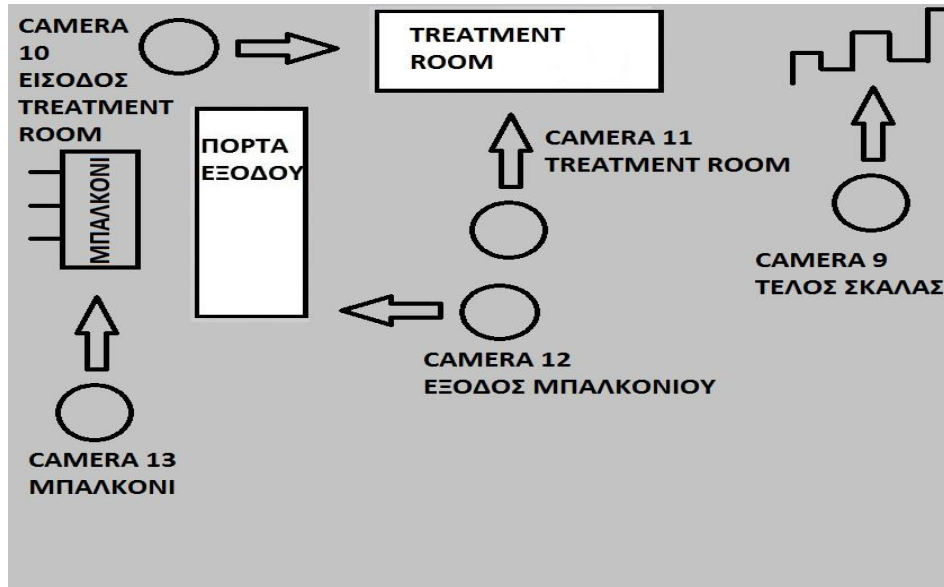 CAMERA
10
ΕΙΣΟΔΟΣ
TREATMENT
ROOM
TREATMENT
ROOM
ΠΟΡΤΑ
ΕΞΟΔΟΥ
ΜΠΑΛΚΟΝΙ
CAMERA 11
TREATMENT ROOM
CAMERA 9
ΤΕΛΟΣ ΣΚΑΛΑΣ
CAMERA 12
ΕΞΟΔΟΣ ΜΠΑΛΚΟΝΙΟΥ
CAMERA 13
ΜΠΑΛΚΟΝΙ